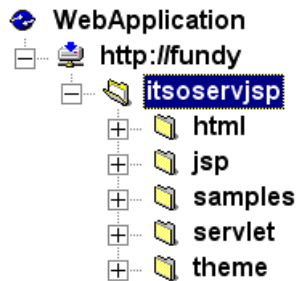 WebApplication
http://fundy
itsoservjsp
html
jsp
samples
servlet
theme